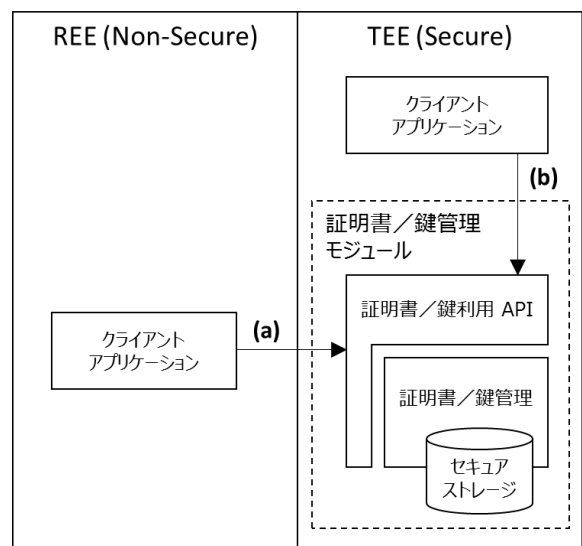 REE (Non-Secure)
TEE (Secure)
クライアント
アプリケーション
(b)
証明書／鍵管理
モジュール
証明書／鍵利用 API
クライアント
アプリケーション
(a)
証明書／鍵管理
セキュア
ストレージ